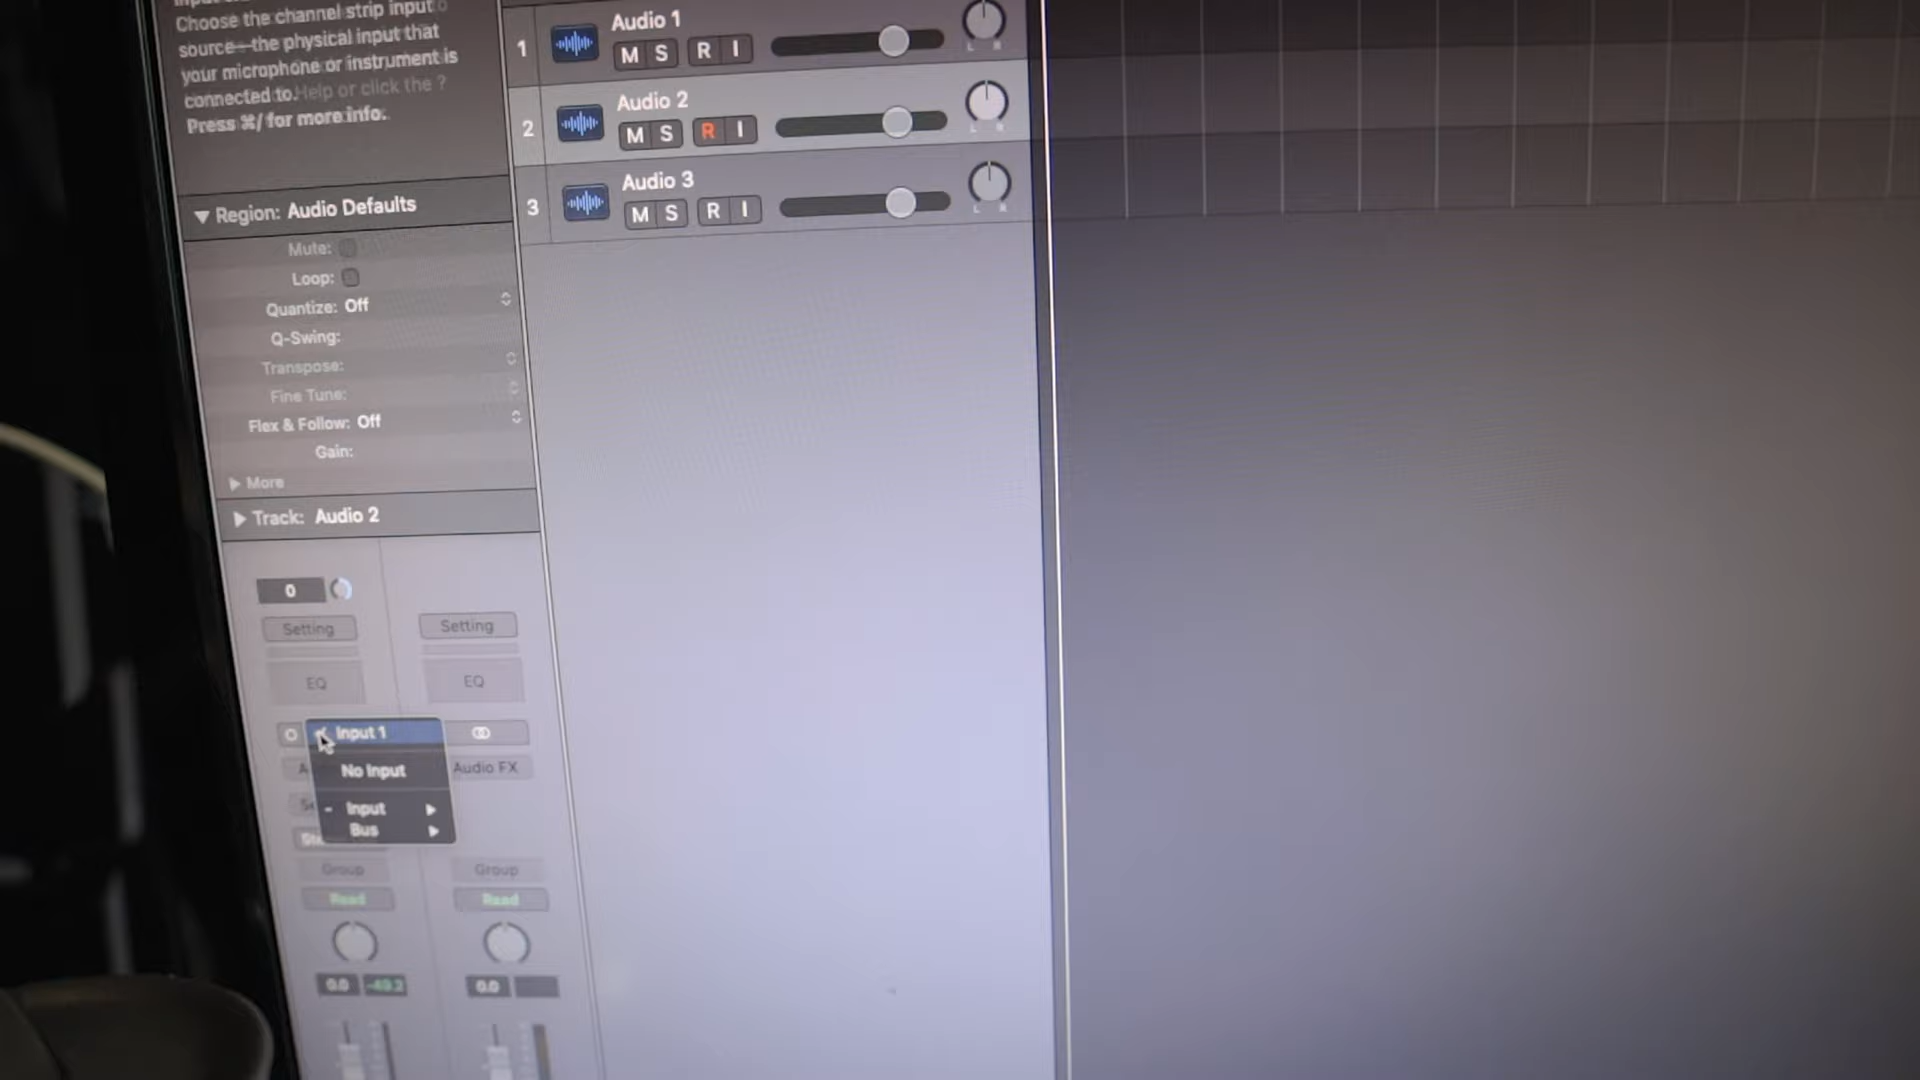 Choose the channel strip input
source—the physical input that
your microphone or instrument is
connected to. Help or click the ?
Press ⌘/ for more info.
Region: Audio Defaults
Mute:
Loop:
Quantize: Off
Q-Swing:
Transpose:
Fine Tune:
Flex & Follow: Off
Gain:
More
Track: Audio 2
0
Setting
Setting
EQ
EQ
Input 1
No Input
Input
Bus
Audio FX
Group
Group
Read
Read
0.0 -49.2
0.0
1
Audio 1
M S R I
L R
2
Audio 2
M S R I
L R
3
Audio 3
M S R I
L R